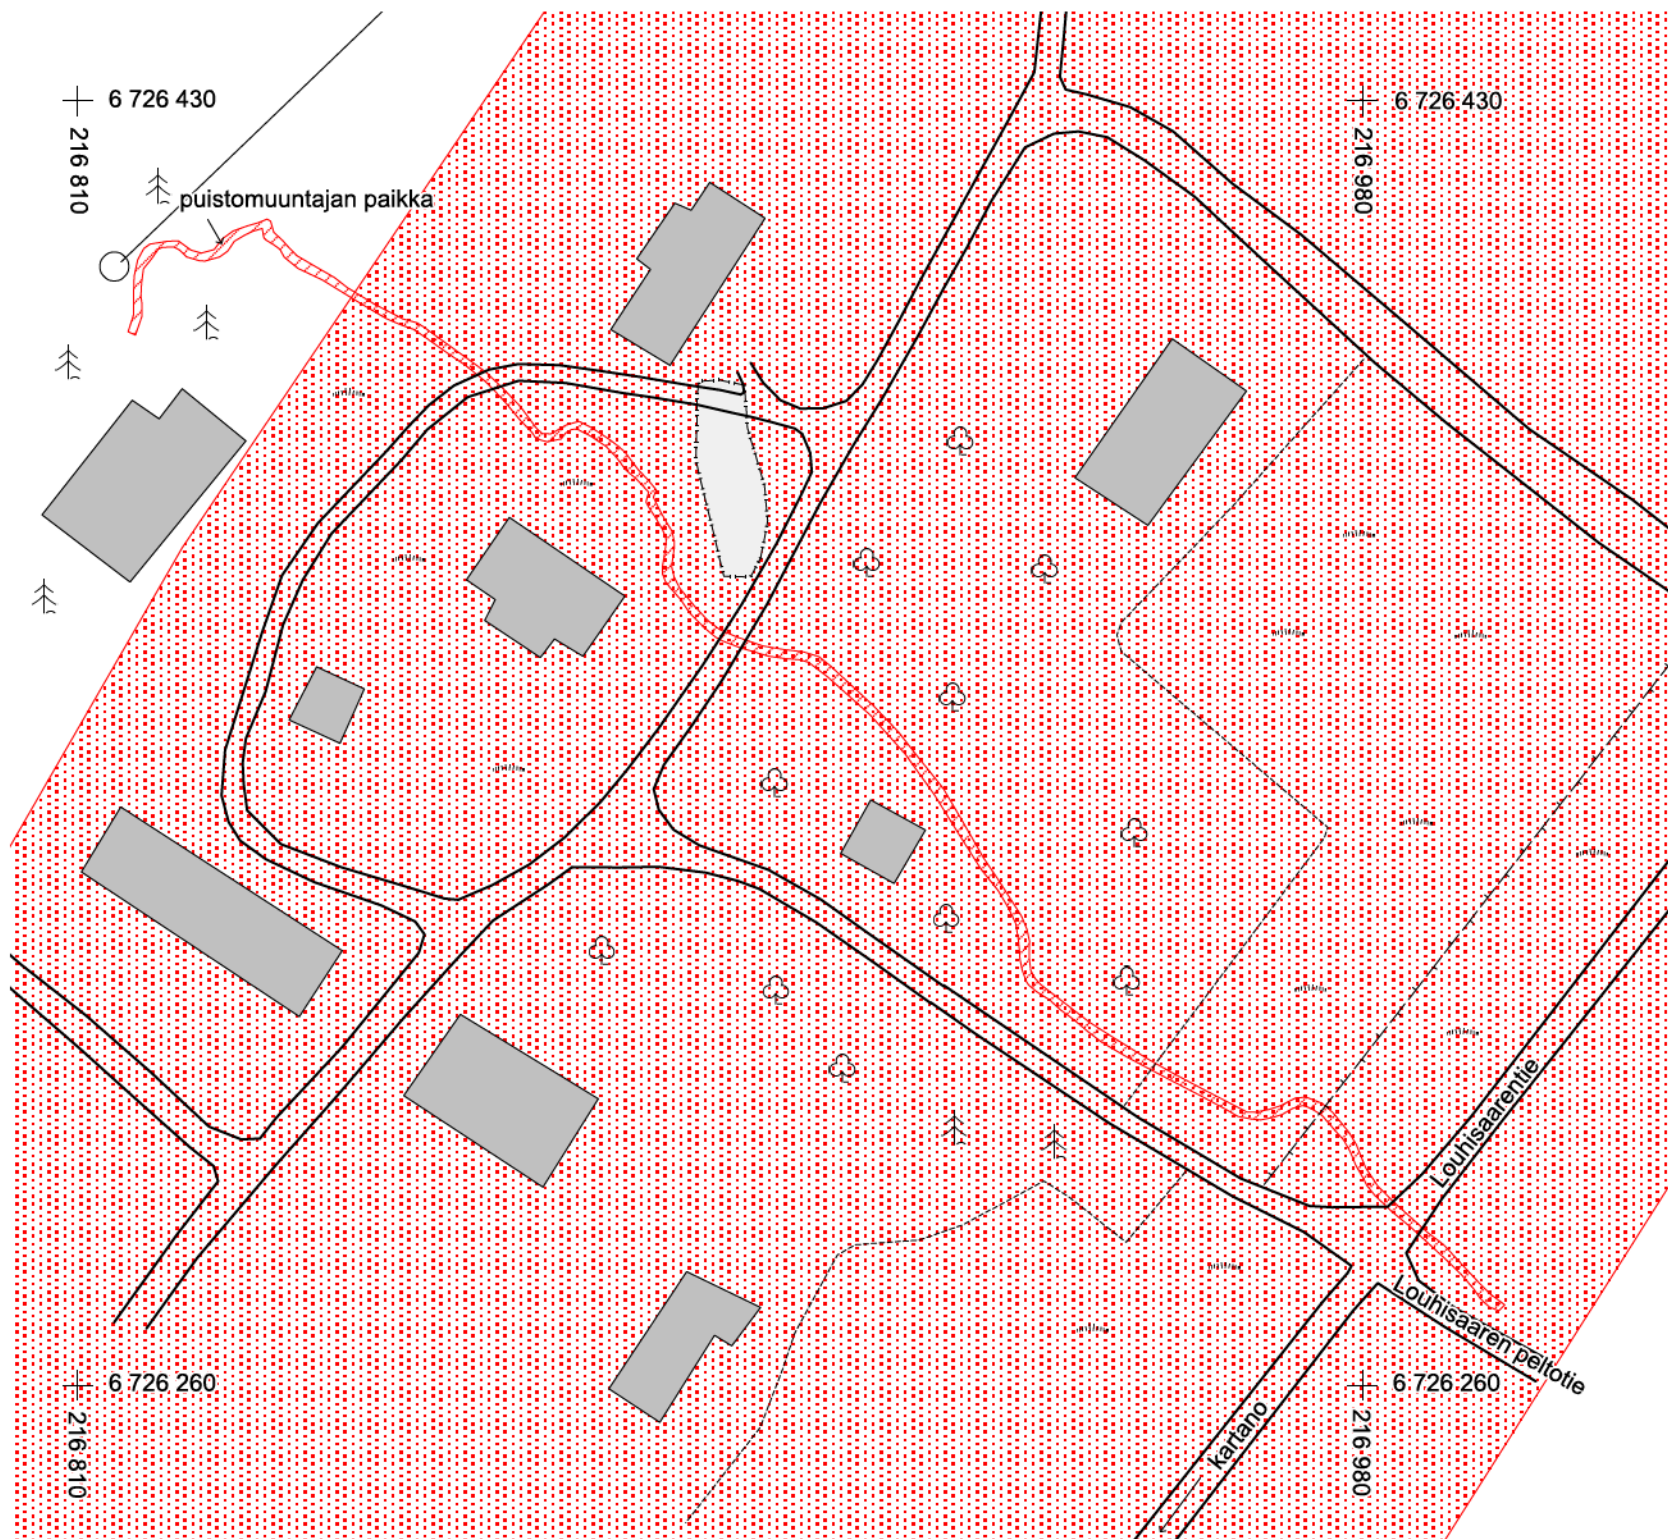 6 726 430
6 726 430
216 810
216 980
puistomuuntajan paikka
Louhisaarentie
Louhisaaren peltotie
6 726 260
6 726 260
216 810
216 980
kartano